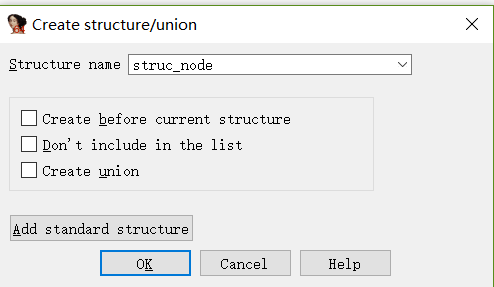 Create structure/union
Structure name struc_node
Create before current structure
Don't include in the list
Create union
Add standard structure
OK Cancel Help